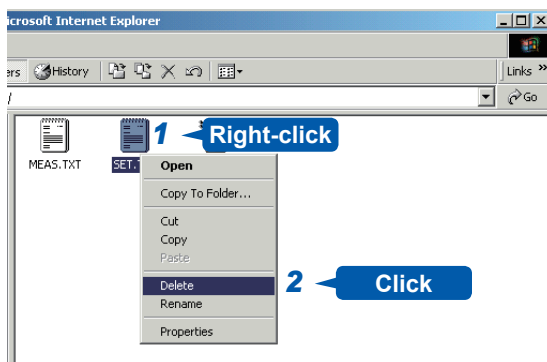 icrosoft Internet Explorer
ers History Links »
/ Go
1 Right-click
MEAS.TXT SET.
Open
Copy To Folder...
Cut
Copy
Paste
Delete
2 Click
Rename
Properties